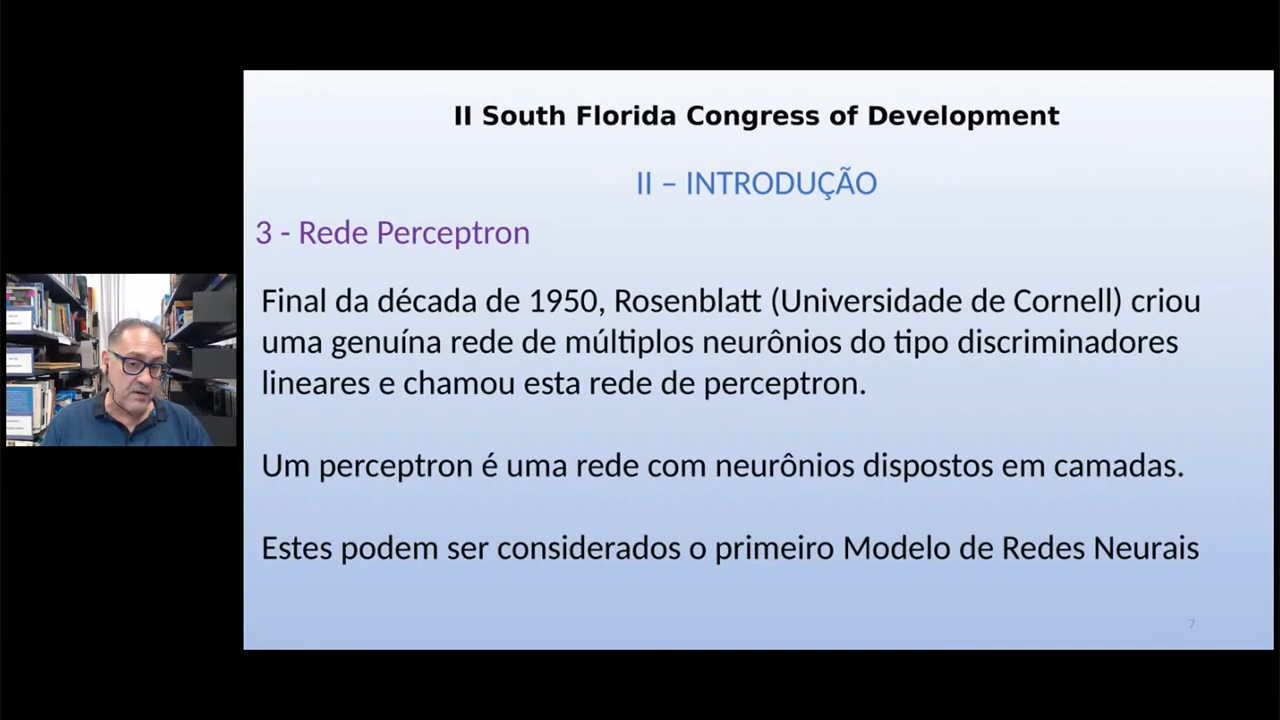 II South Florida Congress of Development
II – INTRODUÇÃO
3 - Rede Perceptron
Final da década de 1950, Rosenblatt (Universidade de Cornell) criou
uma genuína rede de múltiplos neurônios do tipo discriminadores
lineares e chamou esta rede de perceptron.
Um perceptron é uma rede com neurônios dispostos em camadas.
Estes podem ser considerados o primeiro Modelo de Redes Neurais
7